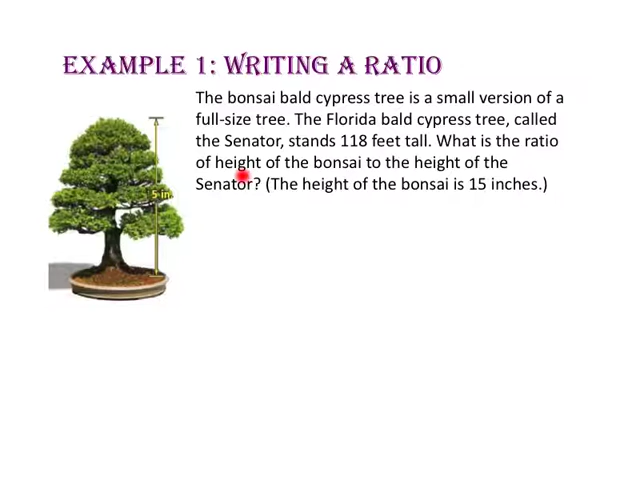 EXAMPLE 1: WRITING A RATIO
The bonsai bald cypress tree is a small version of a
full-size tree. The Florida bald cypress tree, called
the Senator, stands 118 feet tall. What is the ratio
of height of the bonsai to the height of the
Senator? (The height of the bonsai is 15 inches.)
5 in.